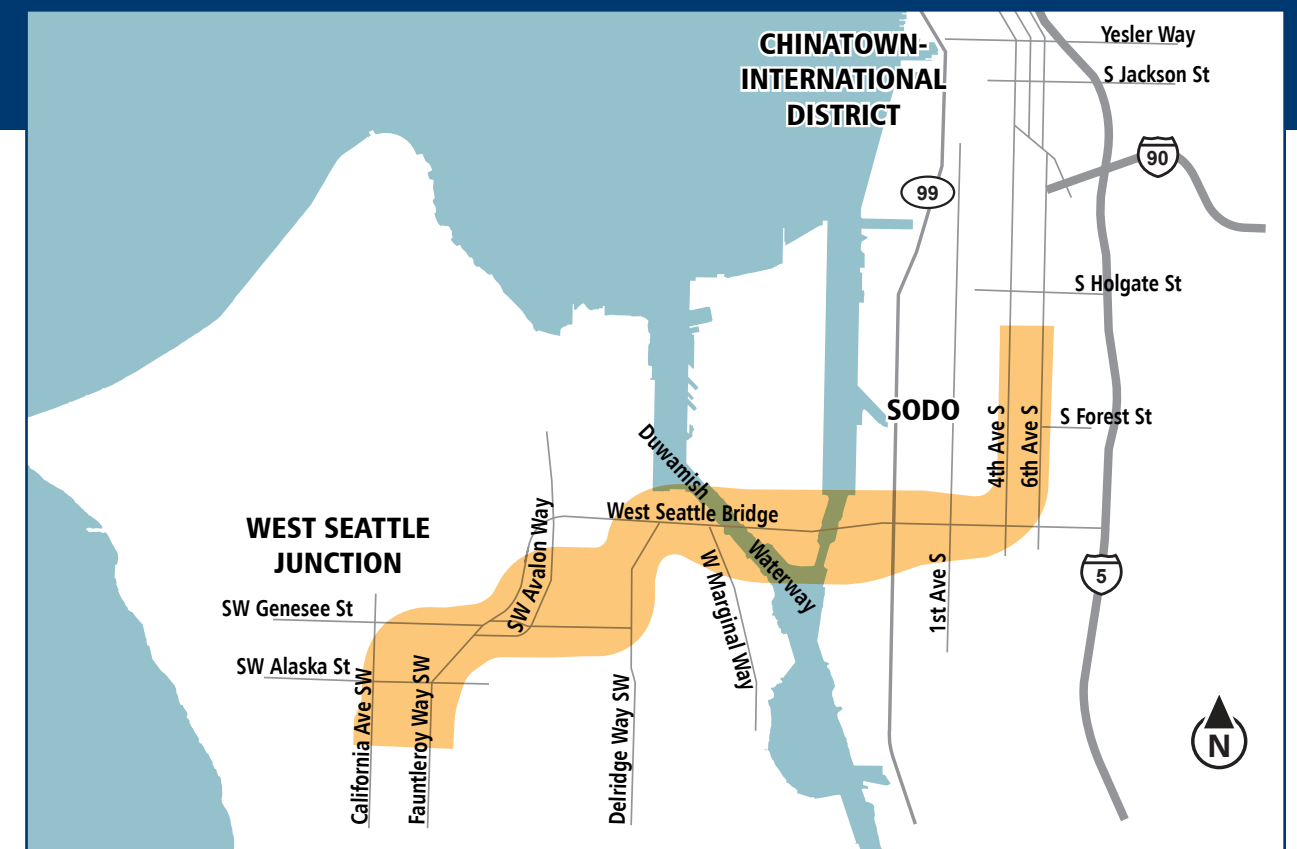 CHINATOWN-
INTERNATIONAL
DISTRICT
Yesler Way
S Jackson St
90
99
S Holgate St
SODO
S Forest St
4th Ave S
6th Ave S
Duwamish
Waterway
West Seattle Bridge
WEST SEATTLE
JUNCTION
SW Avalon Way
W Marginal Way
1st Ave S
5
SW Genesee St
SW Alaska St
California Ave SW
Fauntleroy Way SW
Delridge Way SW
N